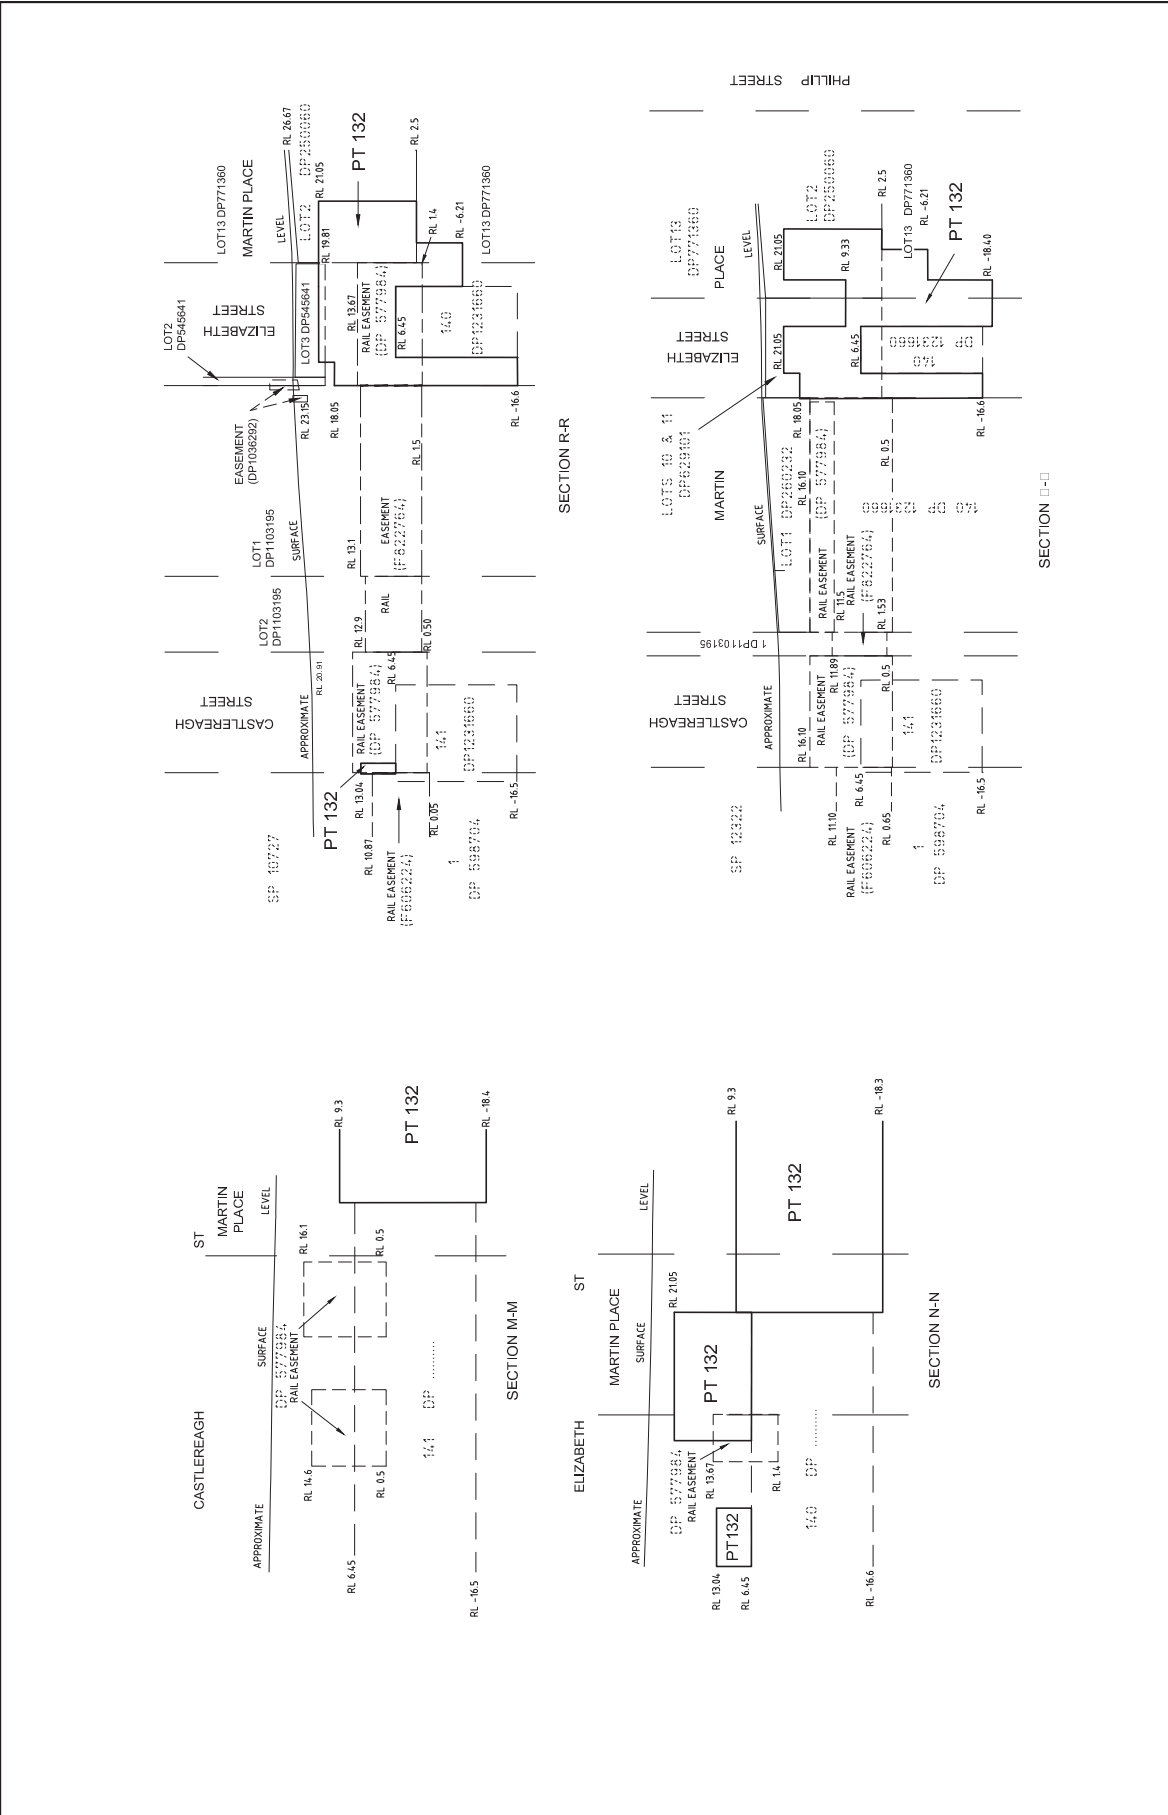 SECTION M-M
CASTLEREAGH
ST
MARTIN
PLACE
APPROXIMATE
SURFACE
LEVEL
DP 577984
RAIL EASEMENT
RL 14.6
RL 0.5
RL 16.1
RL 0.5
RL 6.45
RL -16.5
141
DP ..........
RL 9.3
PT 132
RL -18.4
SECTION M-M
ELIZABETH
ST
MARTIN PLACE
APPROXIMATE
SURFACE
LEVEL
RL 21.05
DP 577984
RAIL EASEMENT
RL 13.67
RL 1.4
PT 132
RL 13.04
RL 6.45
PT132
RL 9.3
PT 132
RL -18.3
140
DP ..........
RL -16.6
SECTION N-N
SP 10727
CASTLEREAGH
STREET
LOT2
DP1103195
LOT1
DP1103195
EASEMENT
(DP1036292)
LOT2
DP545641
ELIZABETH
STREET
LOT13 DP771360
MARTIN PLACE
APPROXIMATE
RL 20.91
SURFACE
RL 23.15
RL 18.05
LOT3 DP545641
LEVEL
RL 26.67
LOT2 DP250060
RL 19.81
RL 21.05
PT 132
PT 132
RL 13.04
RL 10.87
RAIL EASEMENT
(DP 577984)
RL 6.45
RL 12.9
RL 13.1
RL 13.67
RAIL EASEMENT
(DP 577984)
RL 6.45
RL 2.5
RAIL EASEMENT
(F606224)
RL 0.05
RL 0.50
RAIL
EASEMENT
(F822764)
RL 1.5
RL 1.4
RL -6.21
1
DP 598704
141
DP1231660
140
DP1231660
LOT13 DP771360
RL -16.5
RL -16.6
SECTION R-R
SP 12322
CASTLEREAGH
STREET
1 DP1103195
MARTIN
LOTS 10 & 11
DP629101
ELIZABETH
STREET
PLACE
LOT13
DP771360
PHILLIP
STREET
APPROXIMATE
SURFACE
LOT1 DP260232
LEVEL
RL 21.05
RL 21.05
LOT2
DP250060
RL 16.10
RL 16.10
RL 18.05
RL 11.10
RAIL EASEMENT
(DP 577984)
RL 11.89
RAIL EASEMENT
(DP 577984)
RL 11.5
RL 9.33
RL 6.45
RL 6.45
RAIL EASEMENT
(F606224)
RL 0.65
RL 0.5
RAIL EASEMENT
(F822764)
RL 1.53
RL 0.5
RL 2.5
LOT13 DP771360
RL -6.21
PT 132
1
DP 598704
141
DP1231660
140 DP 1231660
140
DP 1231660
RL -16.5
RL -16.6
RL -18.40
SECTION □-□